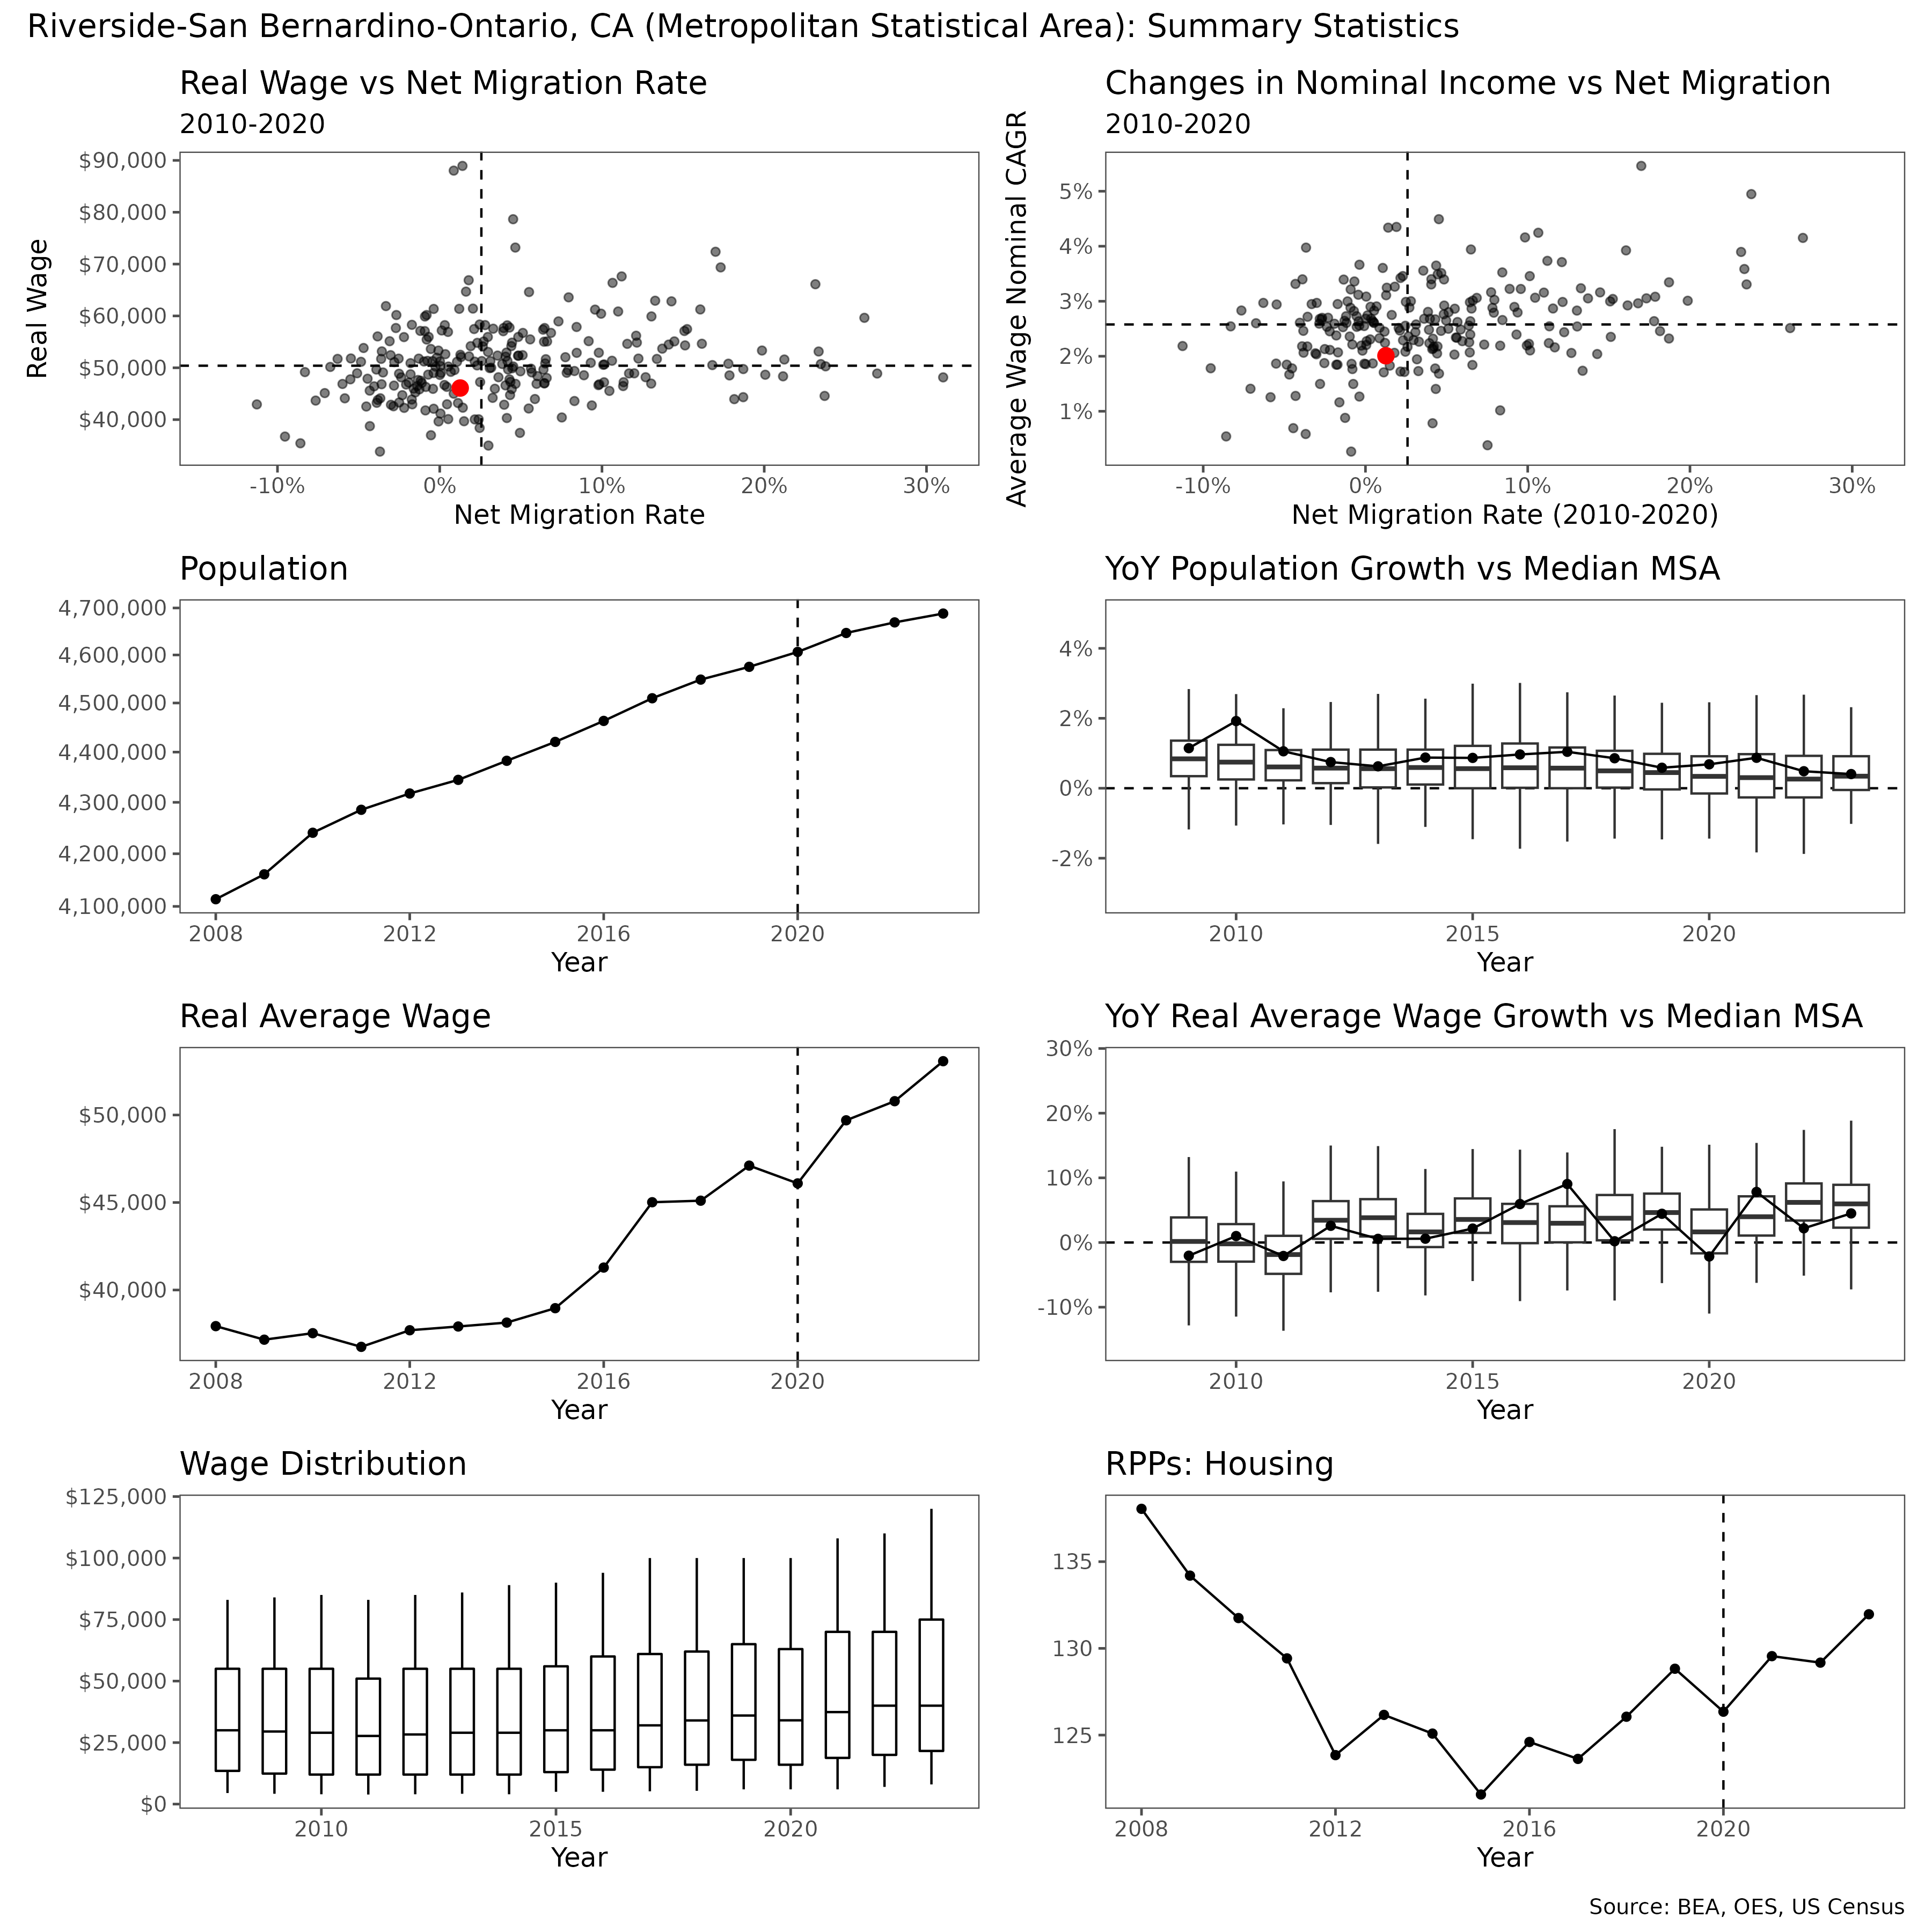 Riverside-San Bernardino-Ontario, CA (Metropolitan Statistical Area): Summary Statistics
Real Wage vs Net Migration Rate
2010-2020
$90,000
$80,000
$70,000
$60,000
$50,000
$40,000
Real Wage
-10% 0% 10% 20% 30%
Net Migration Rate
Changes in Nominal Income vs Net Migration
2010-2020
5%
4%
3%
2%
1%
Average Wage Nominal CAGR
-10% 0% 10% 20% 30%
Net Migration Rate (2010-2020)
Population
4,700,000
4,600,000
4,500,000
4,400,000
4,300,000
4,200,000
4,100,000
2008 2012 2016 2020
Year
YoY Population Growth vs Median MSA
4%
2%
0%
-2%
2010 2015 2020
Year
Real Average Wage
$50,000
$45,000
$40,000
2008 2012 2016 2020
Year
YoY Real Average Wage Growth vs Median MSA
30%
20%
10%
0%
-10%
2010 2015 2020
Year
Wage Distribution
$125,000
$100,000
$75,000
$50,000
$25,000
$0
2010 2015 2020
Year
RPPs: Housing
135
130
125
2008 2012 2016 2020
Year
Source: BEA, OES, US Census